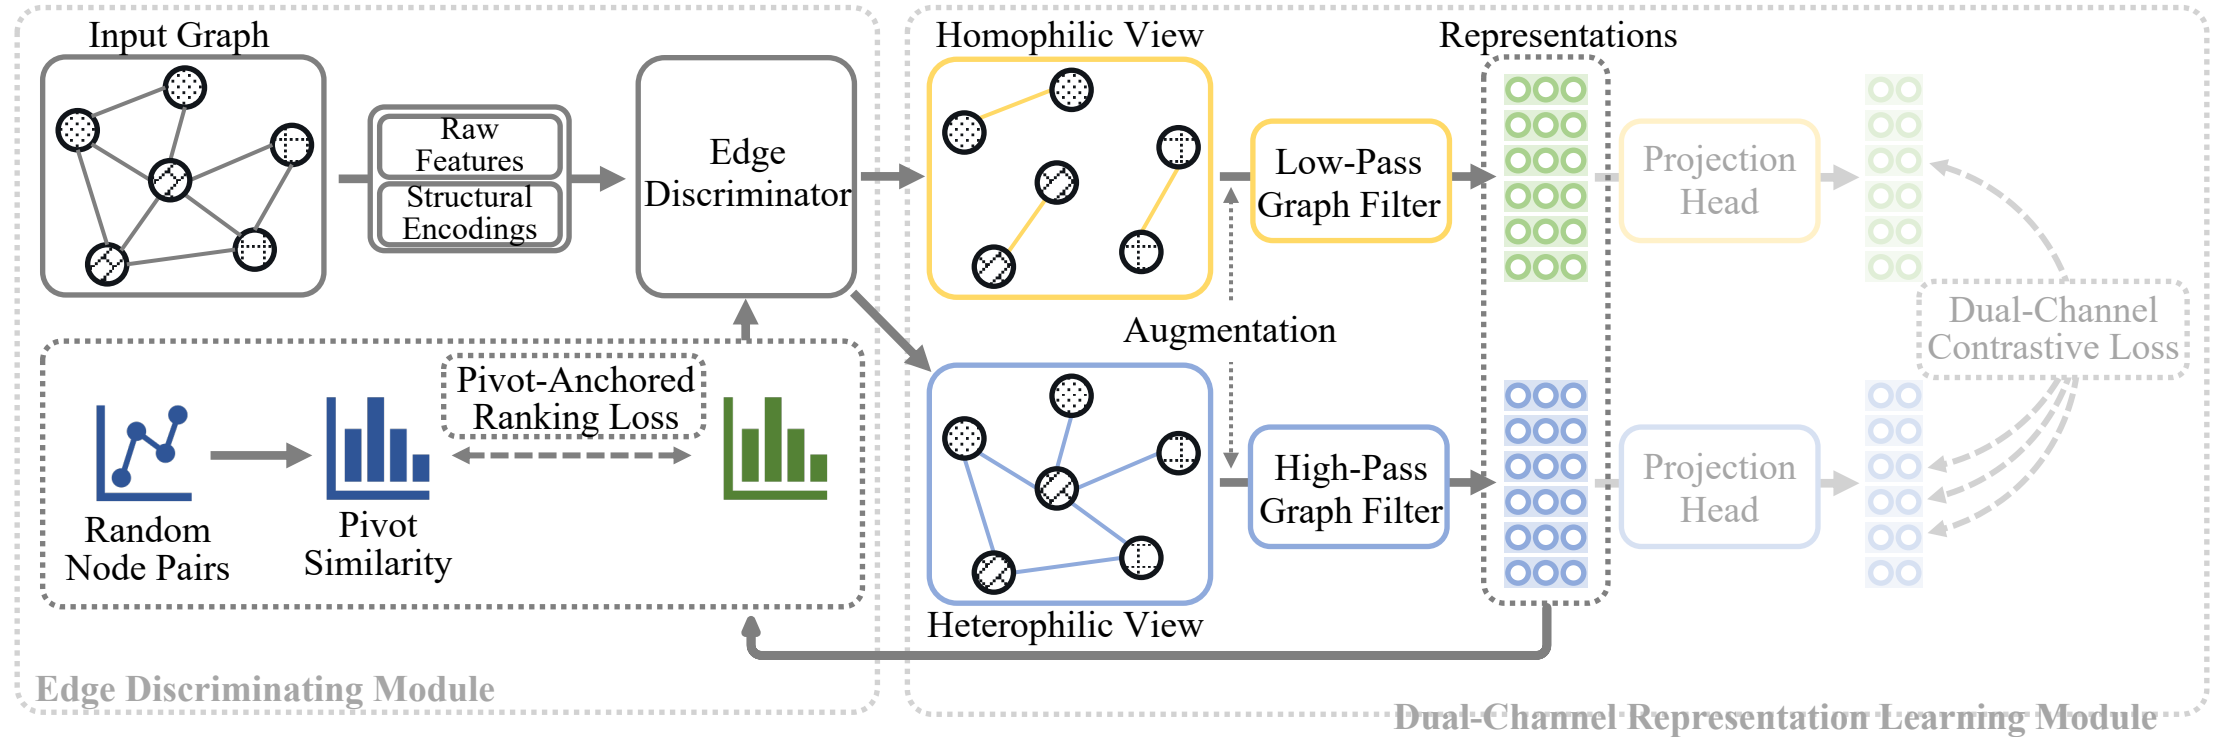 Input Graph
Raw
Features
Structural
Encodings
Edge
Discriminator
Pivot-Anchored
Ranking Loss
Random
Node Pairs
Pivot
Similarity
Edge Discriminating Module
Homophilic View
Low-Pass
Graph Filter
Representations
Projection
Head
Augmentation
Dual-Channel
Contrastive Loss
High-Pass
Graph Filter
Projection
Head
Heterophilic View
Dual-Channel Representation Learning Module